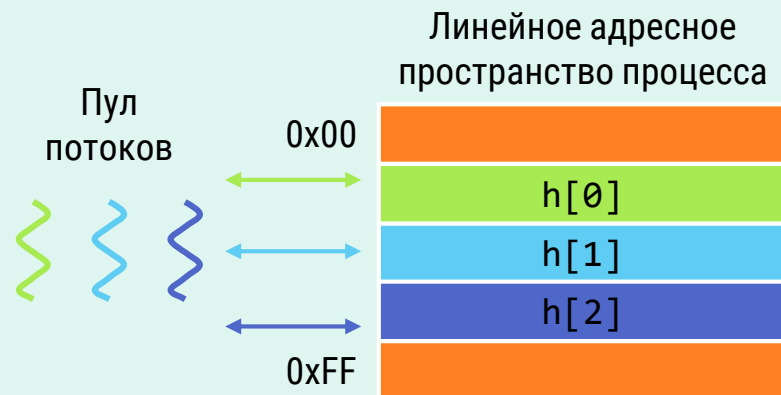 Линейное адресное
пространство процесса
Пул
потоков
0x00
h[0]
h[1]
h[2]
0xFF